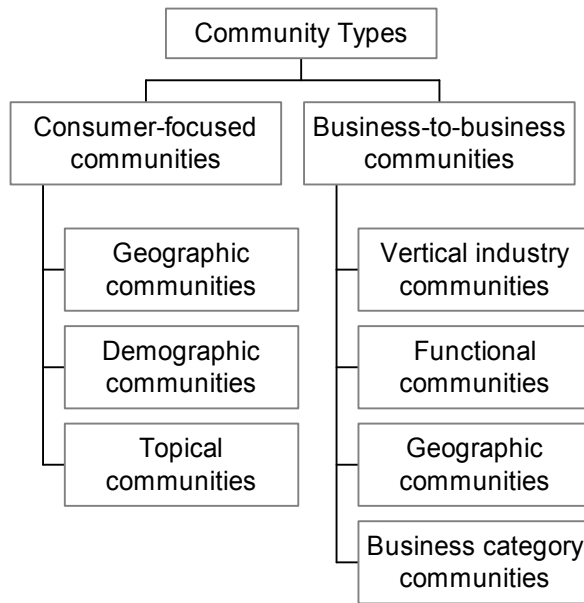 Community Types
Consumer-focused
communities
Geographic
communities
Demographic
communities
Topical
communities
Business-to-business
communities
Vertical industry
communities
Functional
communities
Geographic
communities
Business category
communities